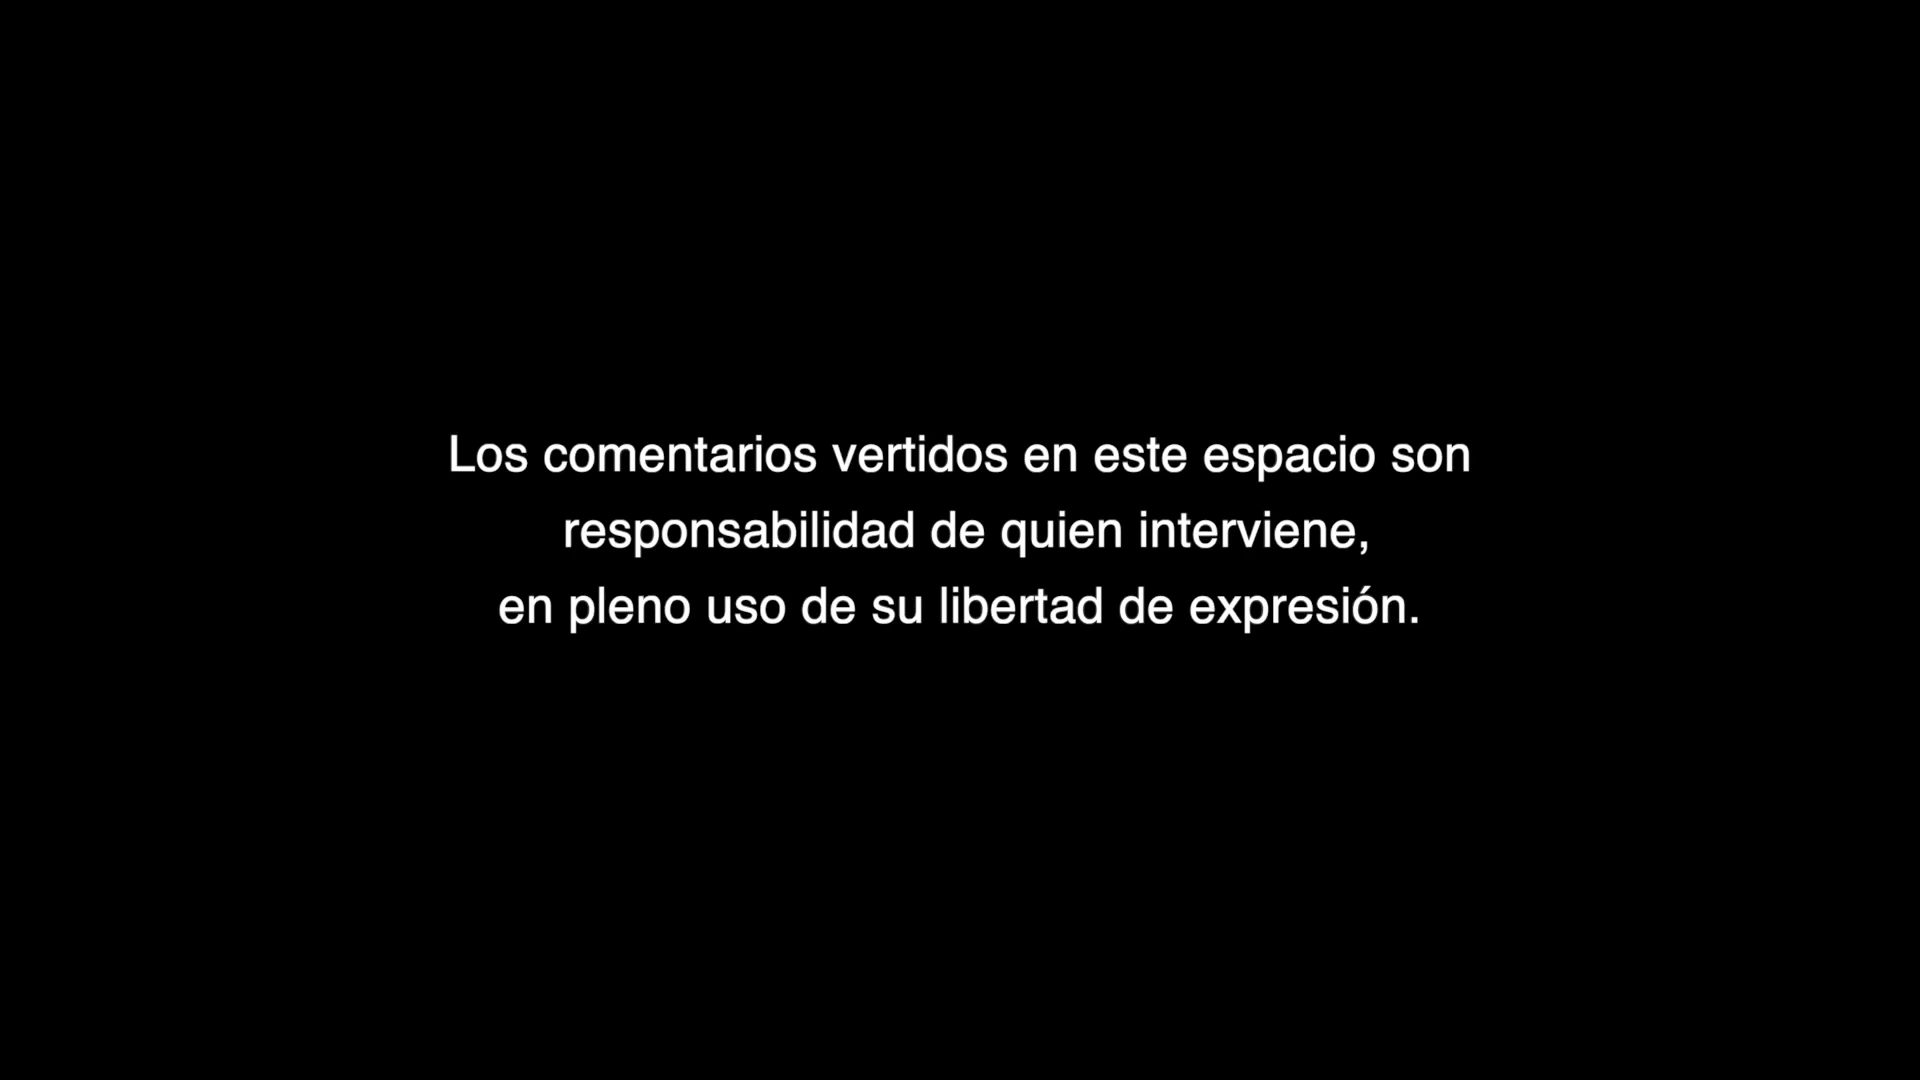 Los comentarios vertidos en este espacio son
responsabilidad de quien interviene,
en pleno uso de su libertad de expresión.